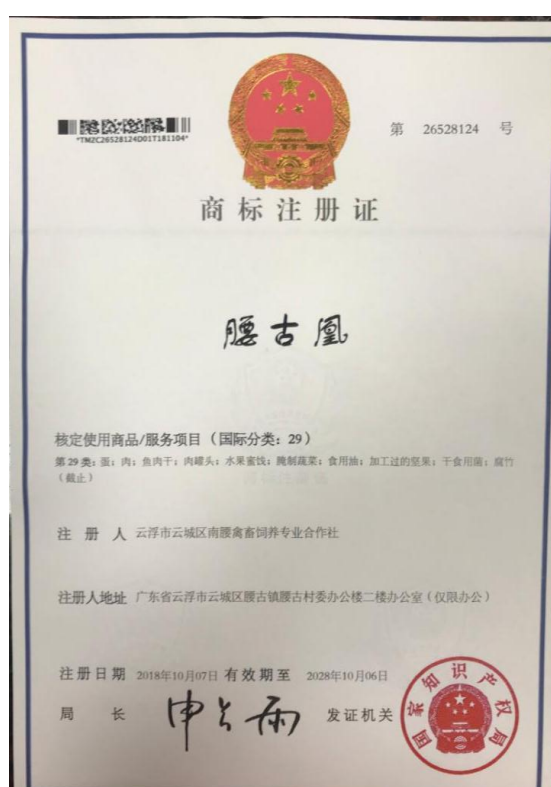 *TMZC26528124D01T181104*
第 26528124 号
商标注册证
腰古凰
核定使用商品/服务项目（国际分类：29）
第29类：蛋；肉；鱼肉干；肉罐头；水果蜜饯；腌制蔬菜；食用油；加工过的坚果；干食用菌；腐竹
（截止）
注 册 人 云浮市云城区南腰禽畜饲养专业合作社
注册人地址 广东省云浮市云城区腰古镇腰古村委办公楼二楼办公室（仅限办公）
注册日期 2018年10月07日 有效期至 2028年10月06日
局 长 申长雨 发证机关
国家知识产权局